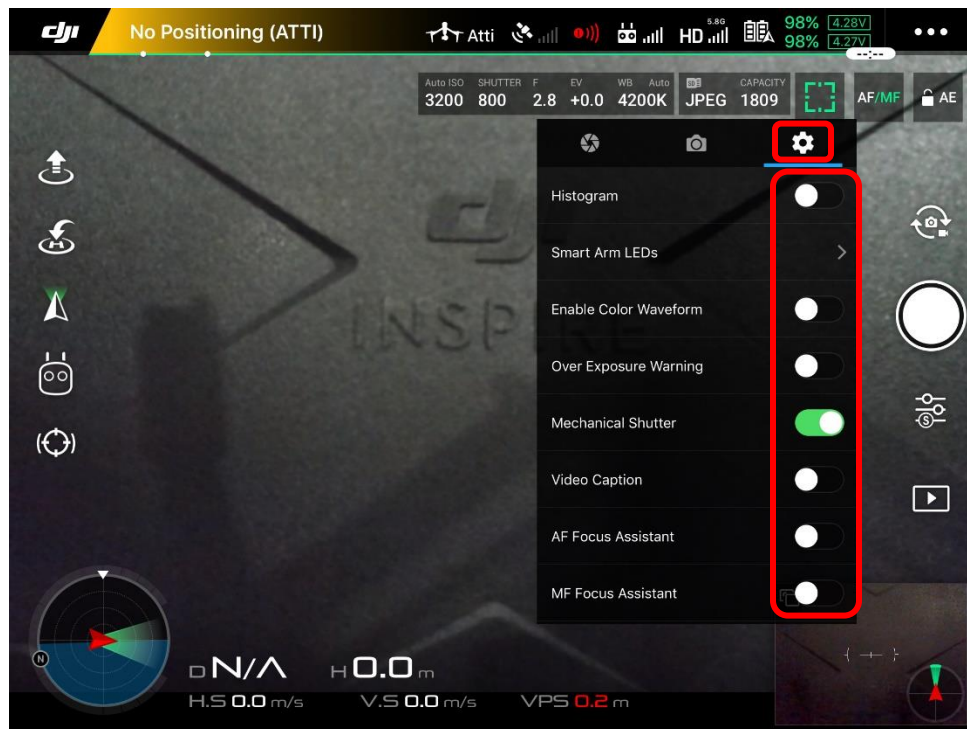 dji
No Positioning (ATTI)
Atti
5.8G
HD
98% 4.28V
98% 4.27V
--:--
Auto ISO SHUTTER F EV WB Auto CAPACITY
3200 800 2.8 +0.0 4200K JPEG 1809
AF/MF
AE
Histogram
Smart Arm LEDs
Enable Color Waveform
Over Exposure Warning
Mechanical Shutter
Video Caption
AF Focus Assistant
MF Focus Assistant
S
dji
INSPIRE
N
D N/A H 0.0 m
H.S 0.0 m/s V.S 0.0 m/s VPS 0.2 m